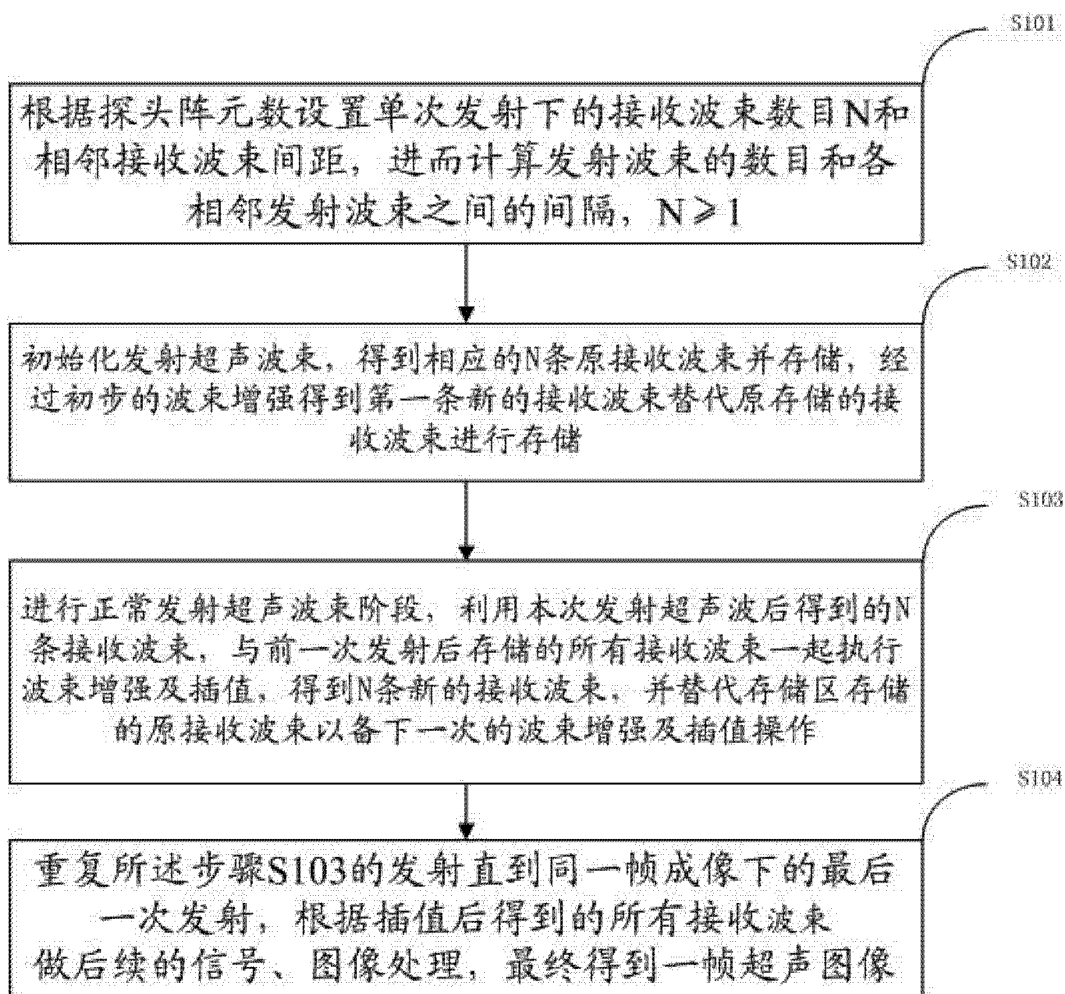 S101
根据探头阵元数设置单次发射下的接收波束数目N和
相邻接收波束间距，进而计算发射波束的数目和各
相邻发射波束之间的间隔，N≥1
S102
初始化发射超声波束，得到相应的N条原接收波束并存储，经
过初步的波束增强得到第一条新的接收波束替代原存储的接
收波束进行存储
S103
进行正常发射超声波束阶段，利用本次发射超声波后得到的N
条接收波束，与前一次发射后存储的所有接收波束一起执行
波束增强及插值，得到N条新的接收波束，并替代存储区存储
的原接收波束以备下一次的波束增强及插值操作
S104
重复所述步骤S103的发射直到同一帧成像下的最后
一次发射，根据插值后得到的所有接收波束
做后续的信号、图像处理，最终得到一帧超声图像